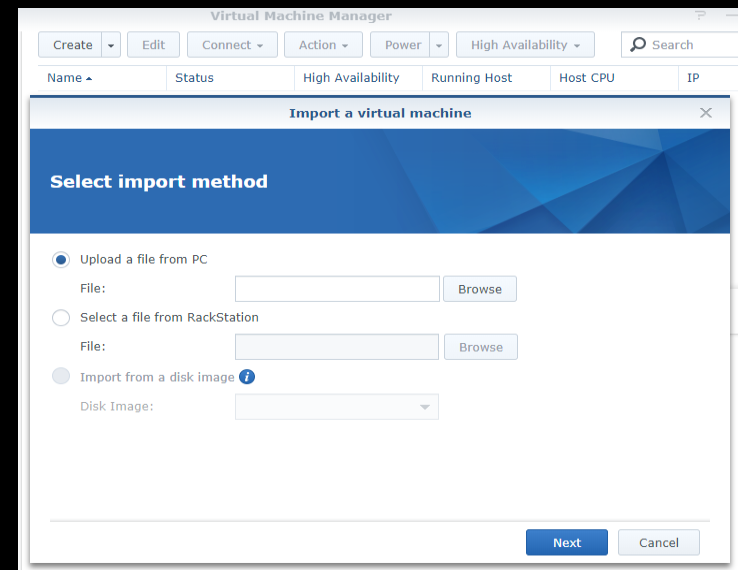 Virtual Machine Manager
Create Edit Connect Action Power High Availability Search
Name Status High Availability Running Host Host CPU IP
Import a virtual machine
Select import method
Upload a file from PC
File: Browse
Select a file from RackStation
File: Browse
Import from a disk image i
Disk Image:
Next Cancel